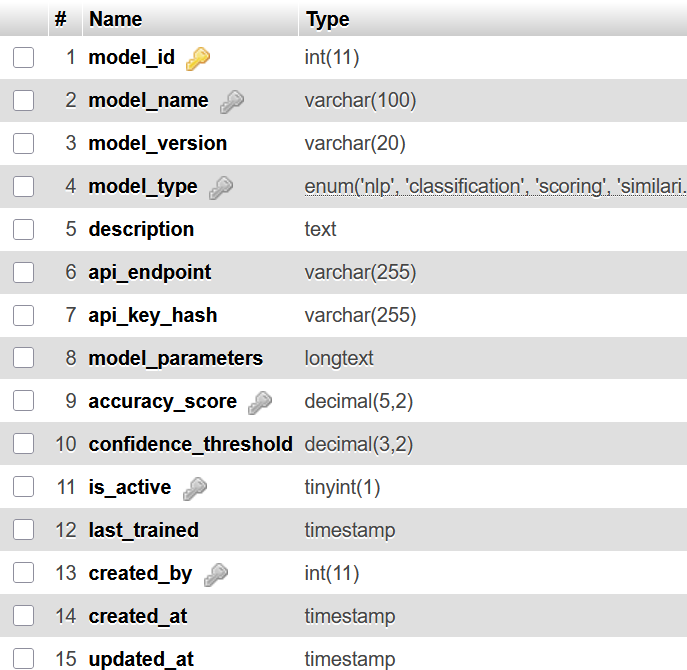 # Name Type
1 model_id int(11)
2 model_name varchar(100)
3 model_version varchar(20)
4 model_type enum('nlp', 'classification', 'scoring', 'similari.
5 description text
6 api_endpoint varchar(255)
7 api_key_hash varchar(255)
8 model_parameters longtext
9 accuracy_score decimal(5,2)
10 confidence_threshold decimal(3,2)
11 is_active tinyint(1)
12 last_trained timestamp
13 created_by int(11)
14 created_at timestamp
15 updated_at timestamp